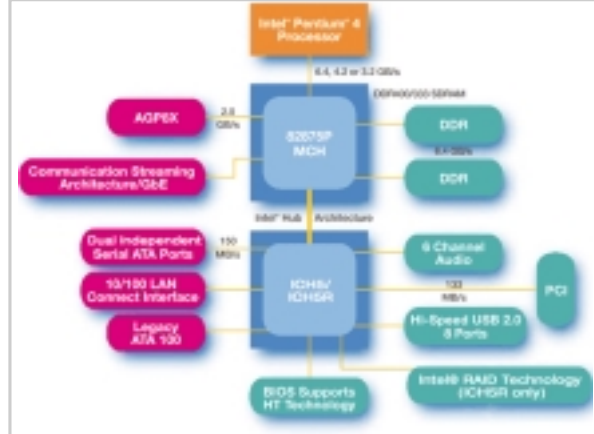 Intel® Pentium® 4
Processor
6.4, 4.2 or 3.2 GB/s
DDR400/333 SDRAM
AGP8X
2.0
GB/s
82875P
MCH
DDR
6.4 GB/s
DDR
Communication Streaming
Architecture/GbE
Intel® Hub
Architecture
Dual Independent
Serial ATA Ports
150
MB/s
6 Channel
Audio
10/100 LAN
Connect Interface
ICH5/
ICH5R
133
MB/s
PCI
Legacy
ATA 100
Hi-Speed USB 2.0
8 Ports
BIOS Supports
HT Technology
Intel® RAID Technology
(ICH5R only)